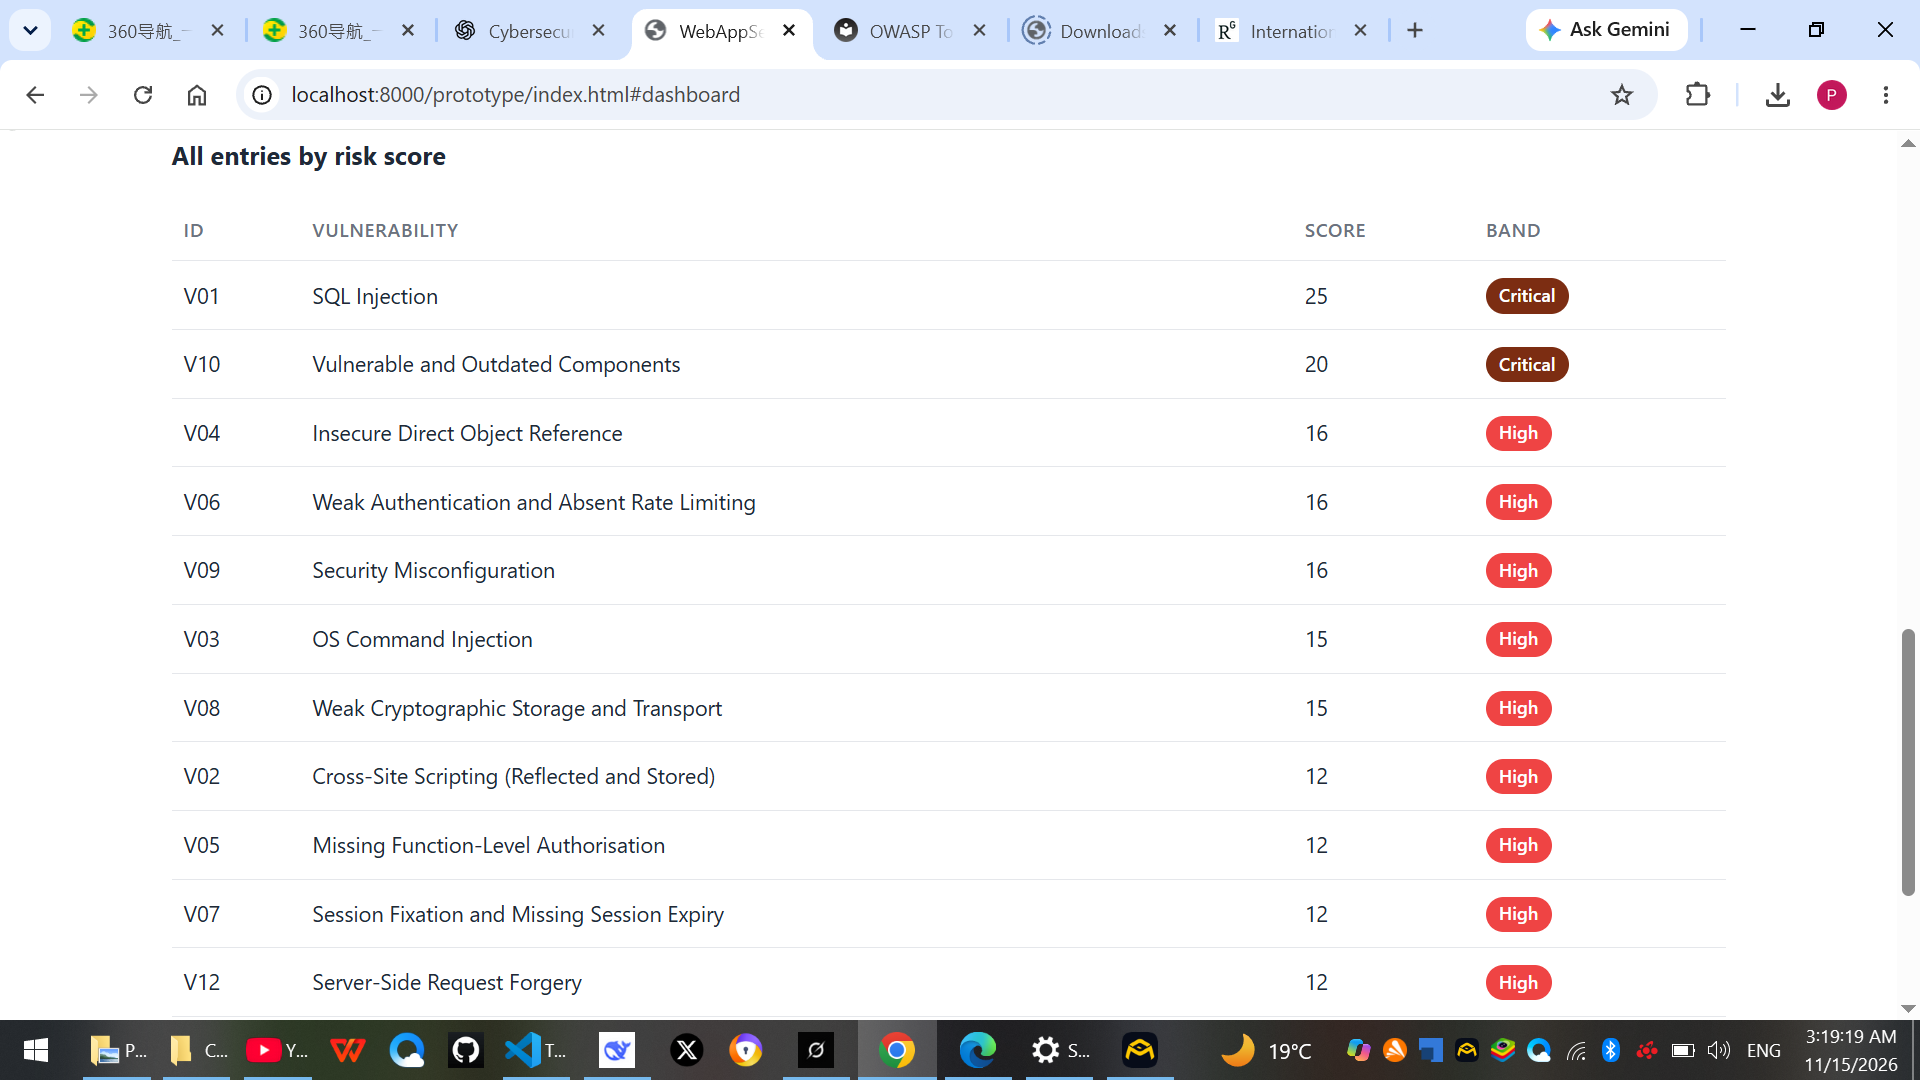 360导航_一
360导航_一
Cybersecu
WebAppSe
OWASP To
Download
Internation
Ask Gemini
localhost:8000/prototype/index.html#dashboard
P
All entries by risk score
ID VULNERABILITY SCORE BAND
V01 SQL Injection 25 Critical
V10 Vulnerable and Outdated Components 20 Critical
V04 Insecure Direct Object Reference 16 High
V06 Weak Authentication and Absent Rate Limiting 16 High
V09 Security Misconfiguration 16 High
V03 OS Command Injection 15 High
V08 Weak Cryptographic Storage and Transport 15 High
V02 Cross-Site Scripting (Reflected and Stored) 12 High
V05 Missing Function-Level Authorisation 12 High
V07 Session Fixation and Missing Session Expiry 12 High
V12 Server-Side Request Forgery 12 High
P...
C...
Y...
T...
S...
19°C
ENG
3:19:19 AM
11/15/2026